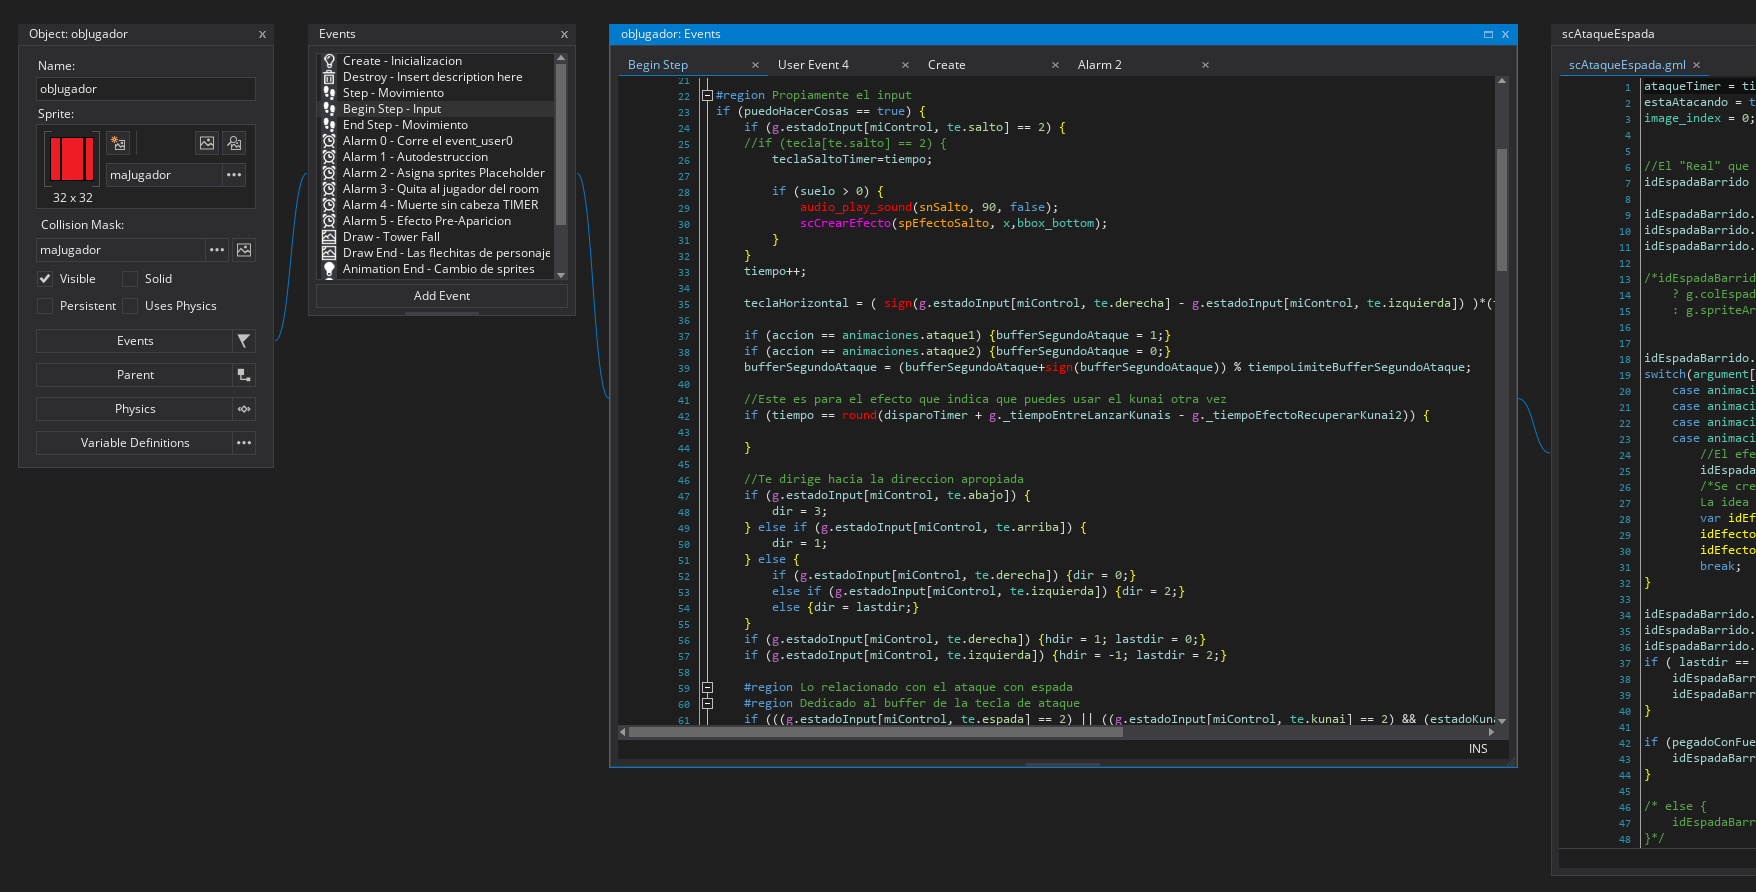 Object: obJugador
x
Name:
obJugador
Sprite:
maJugador
32 x 32
Collision Mask:
maJugador
Visible
Solid
Persistent
Uses Physics
Events
Parent
Physics
Variable Definitions
Events
x
Create - Inicializacion
Destroy - Insert description here
Step - Movimiento
Begin Step - Input
End Step - Movimiento
Alarm 0 - Corre el event_user0
Alarm 1 - Autodestruccion
Alarm 2 - Asigna sprites Placeholder
Alarm 3 - Quita al jugador del room
Alarm 4 - Muerte sin cabeza TIMER
Alarm 5 - Efecto Pre-Aparicion
Draw - Tower Fall
Draw End - Las flechitas de personaje
Animation End - Cambio de sprites
Add Event
obJugador: Events
x
Begin Step × User Event 4 × Create × Alarm 2 ×
21
22 #region Propiamente el input
23 if (puedoHacerCosas == true) {
24 if (g.estadoInput[miControl, te.salto] == 2) {
25 //if (tecla[te.salto] == 2) {
26 teclaSaltoTimer=tiempo;
27
28 if (suelo > 0) {
29 audio_play_sound(snSalto, 90, false);
30 scCrearEfecto(spEfectoSalto, x,bbox_bottom);
31 }
32 }
33 tiempo++;
34
35 teclaHorizontal = ( sign(g.estadoInput[miControl, te.derecha] - g.estadoInput[miControl, te.izquierda]) )*(
36
37 if (accion == animaciones.ataque1) {bufferSegundoAtaque = 1;}
38 if (accion == animaciones.ataque2) {bufferSegundoAtaque = 0;}
39 bufferSegundoAtaque = (bufferSegundoAtaque+sign(bufferSegundoAtaque)) % tiempoLimiteBufferSegundoAtaque;
40
41 //Este es para el efecto que indica que puedes usar el kunai otra vez
42 if (tiempo == round(disparoTimer + g._tiempoEntreLanzarKunais - g._tiempoEfectoRecuperarKunai2)) {
43
44 }
45
46 //Te dirige hacia la direccion apropiada
47 if (g.estadoInput[miControl, te.abajo]) {
48 dir = 3;
49 } else if (g.estadoInput[miControl, te.arriba]) {
50 dir = 1;
51 } else {
52 if (g.estadoInput[miControl, te.derecha]) {dir = 0;}
53 else if (g.estadoInput[miControl, te.izquierda]) {dir = 2;}
54 else {dir = lastdir;}
55 }
56 if (g.estadoInput[miControl, te.derecha]) {hdir = 1; lastdir = 0;}
57 if (g.estadoInput[miControl, te.izquierda]) {hdir = -1; lastdir = 2;}
58
59 #region Lo relacionado con el ataque con espada
60 #region Dedicado al buffer de la tecla de ataque
61 if (((g.estadoInput[miControl, te.espada] == 2) || ((g.estadoInput[miControl, te.kunai] == 2) && (estadoKuna
INS
scAtaqueEspada
scAtaqueEspada.gml ×
1 ataqueTimer = ti
2 estaAtacando = t
3 image_index = 0;
4
5
6 //El "Real" que
7 idEspadaBarrido
8
9 idEspadaBarrido.
10 idEspadaBarrido.
11 idEspadaBarrido.
12
13 /*idEspadaBarrid
14 ? g.colEspad
15 : g.spriteAr
16
17
18 idEspadaBarrido.
19 switch(argument[
20 case animaci
21 case animaci
22 case animaci
23 case animaci
24 //El efe
25 idEspada
26 /*Se cre
27 La idea
28 var idEf
29 idEfecto
30 idEfecto
31 break;
32 }
33
34 idEspadaBarrido.
35 idEspadaBarrido.
36 idEspadaBarrido.
37 if ( lastdir ==
38 idEspadaBarr
39 idEspadaBarr
40 }
41
42 if (pegadoConFue
43 idEspadaBarr
44 }
45
46 /* else {
47 idEspadaBarr
48 }*/